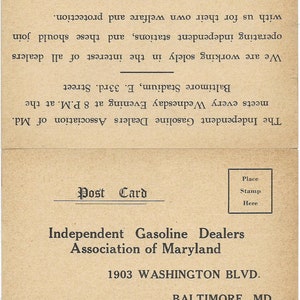 The Independent Gasoline Dealers Association of Md.
meets every Wednesday Evening at 8 P.M. at the
Baltimore Stadium, E. 33rd. Street
We are working solely in the interest of all dealers
operating independent stations, and these should join
with us for their own welfare and protection.
Post Card
Place
Stamp
Here
Independent Gasoline Dealers
Association of Maryland
1903 WASHINGTON BLVD.
BALTIMORE, MD.